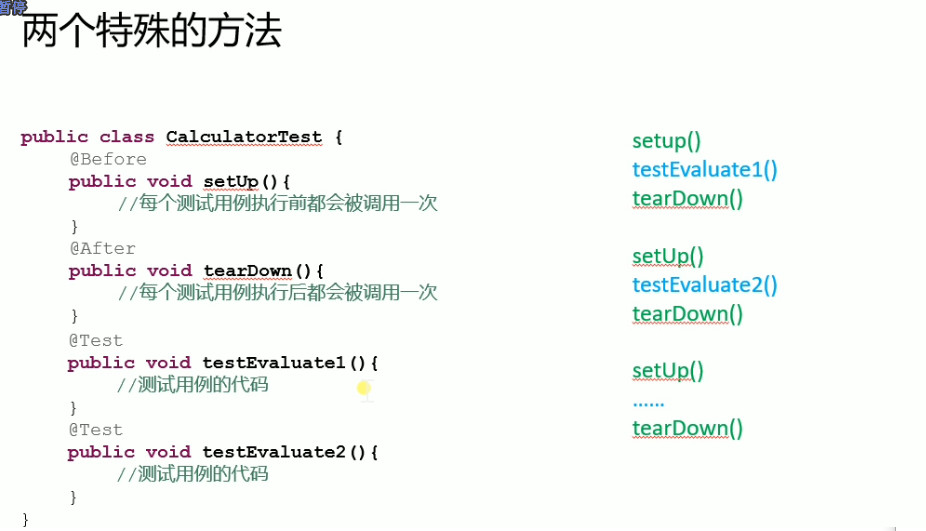 暂停
两个特殊的方法
public class CalculatorTest {
@Before
public void setUp(){
//每个测试用例执行前都会被调用一次
}
@After
public void tearDown(){
//每个测试用例执行后都会被调用一次
}
@Test
public void testEvaluate1(){
//测试用例的代码
}
@Test
public void testEvaluate2(){
//测试用例的代码
}
}
setup()
testEvaluate1()
tearDown()
setUp()
testEvaluate2()
tearDown()
setUp()
......
tearDown()